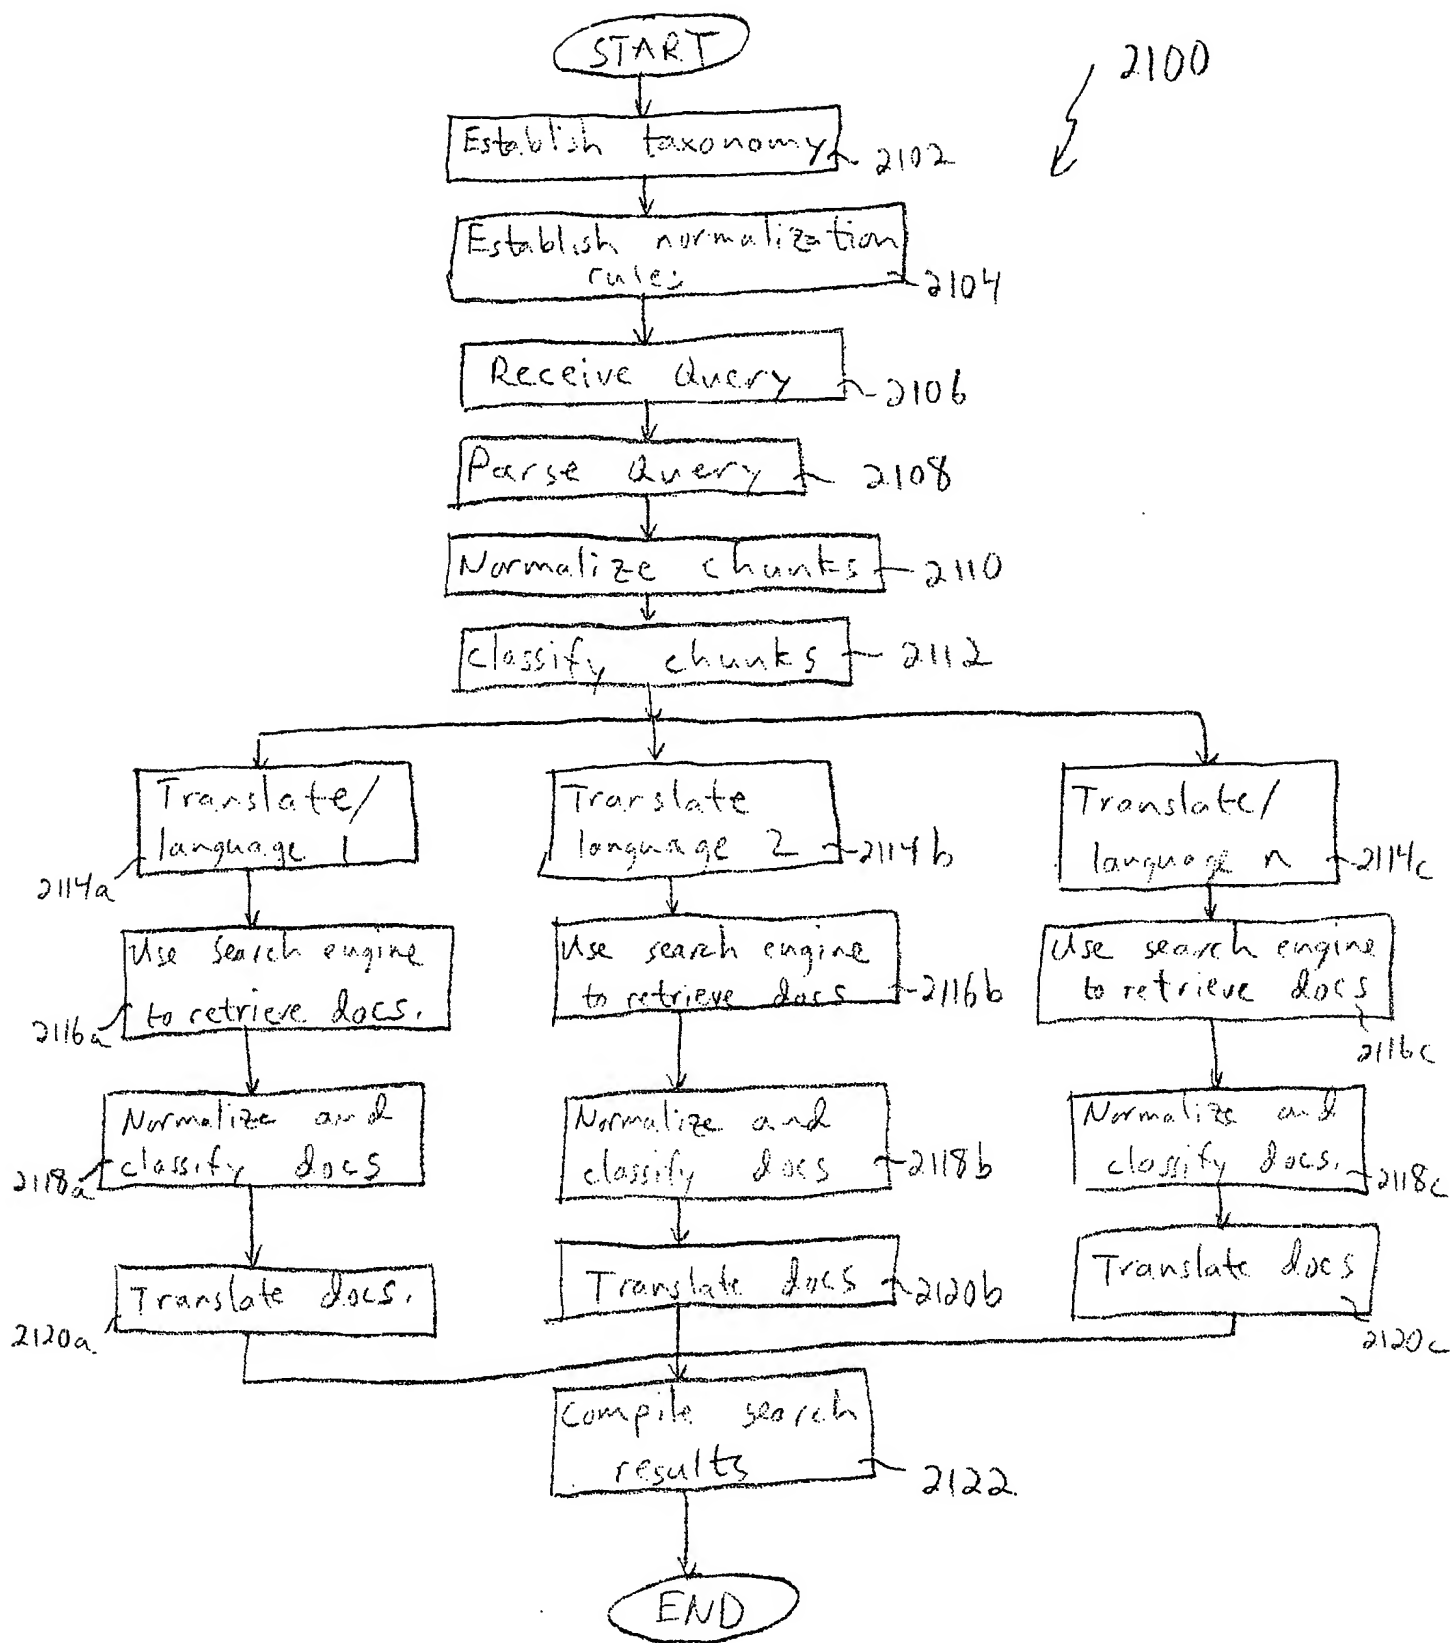 START
2100
Establish taxonomy
2102
Establish normalization
rules
2104
Receive Query
2106
Parse Query
2108
Normalize chunks
2110
Classify chunks
2112
Translate/
language 1
2114a
Translate
language 2
2114b
Translate/
language n
2114c
Use search engine
to retrieve docs.
2116a
Use search engine
to retrieve docs
2116b
Use search engine
to retrieve docs
2116c
Normalize and
classify docs
2118a
Normalize and
classify docs
2118b
Normalize and
classify docs.
2118c
Translate docs.
2120a.
Translate docs
2120b
Translate docs
2120c
Compile search
results
2122.
END